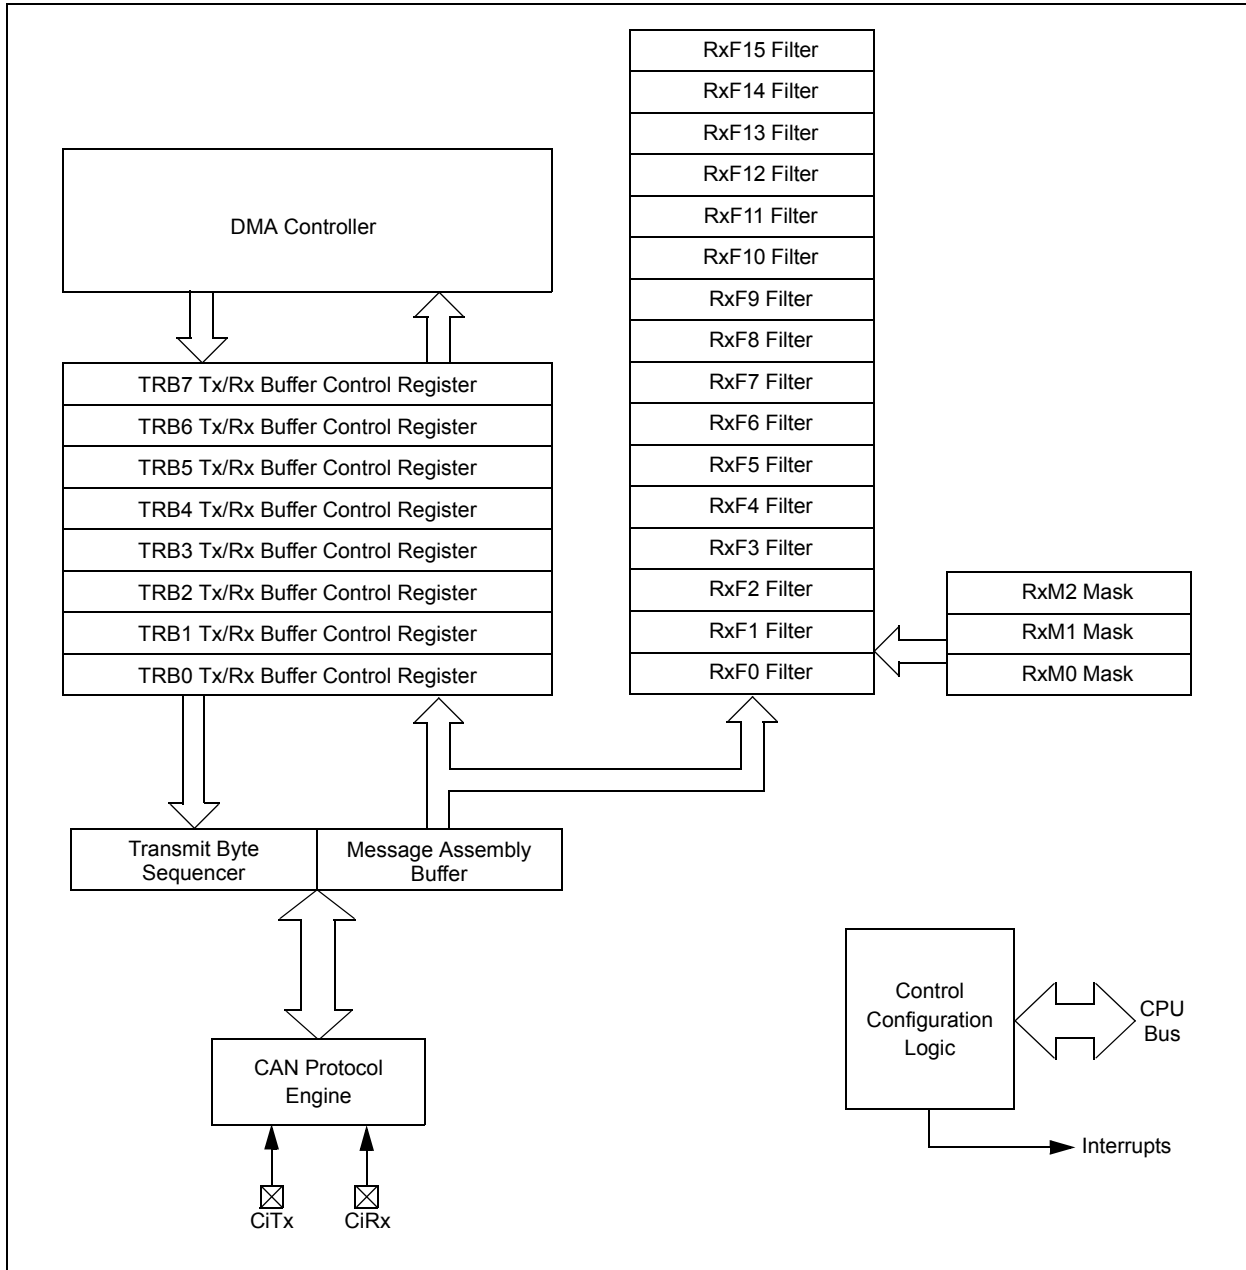 RxF15 Filter
RxF14 Filter
RxF13 Filter
RxF12 Filter
RxF11 Filter
RxF10 Filter
RxF9 Filter
RxF8 Filter
RxF7 Filter
RxF6 Filter
RxF5 Filter
RxF4 Filter
RxF3 Filter
RxF2 Filter
RxF1 Filter
RxF0 Filter
DMA Controller
TRB7 Tx/Rx Buffer Control Register
TRB6 Tx/Rx Buffer Control Register
TRB5 Tx/Rx Buffer Control Register
TRB4 Tx/Rx Buffer Control Register
TRB3 Tx/Rx Buffer Control Register
TRB2 Tx/Rx Buffer Control Register
TRB1 Tx/Rx Buffer Control Register
TRB0 Tx/Rx Buffer Control Register
RxM2 Mask
RxM1 Mask
RxM0 Mask
Transmit Byte
Sequencer
Message Assembly
Buffer
CAN Protocol
Engine
CiTx
CiRx
Control
Configuration
Logic
CPU
Bus
Interrupts